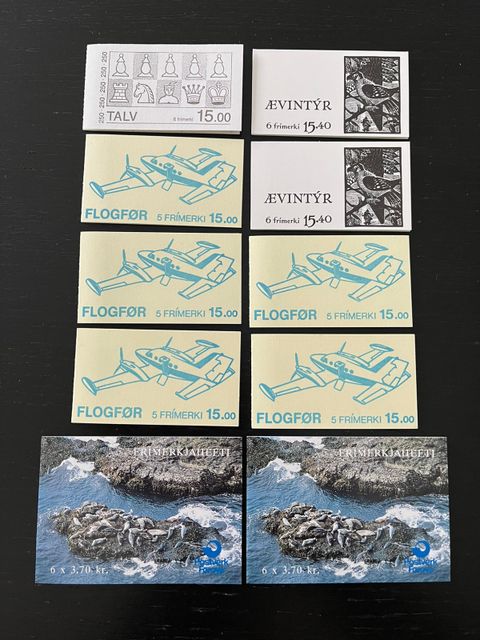 250 · 250 · 250 · 250
TALV
6 frímerki 15.00
ÆVINTÝR
6 frímerki 15.40
FLOGFØR 5 FRÍMERKI 15.00
ÆVINTÝR
6 frímerki 15.40
FLOGFØR 5 FRÍMERKI 15.00
FLOGFØR 5 FRÍMERKI 15.00
FLOGFØR 5 FRÍMERKI 15.00
FLOGFØR 5 FRÍMERKI 15.00
FRÍMERKJAHEFTI
6 x 3,70 kr.
FRÍMERKJAHEFTI
6 x 3,70 kr.